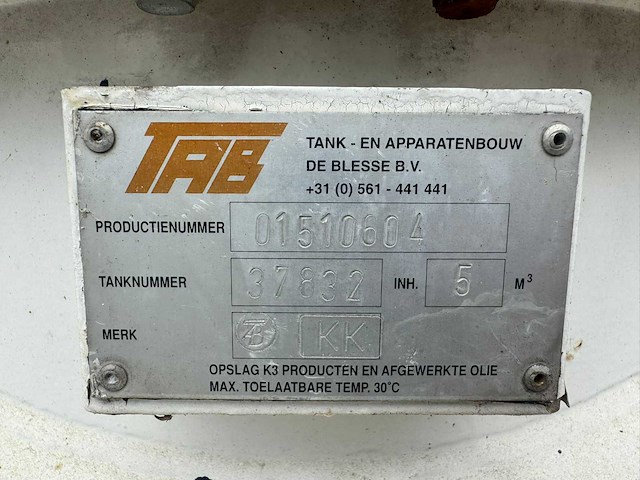 TAB
TANK - EN APPARATENBOUW
DE BLESSE B.V.
+31 (0) 561 - 441 441
PRODUCTIENUMMER 01510604
TANKNUMMER 37832 INH. 5 M³
MERK TB KK
OPSLAG K3 PRODUCTEN EN AFGEWERKTE OLIE
MAX. TOELAATBARE TEMP. 30°C